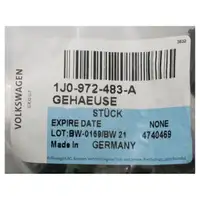 VOLKSWAGEN
1J0-972-483-A
GEHAEUSE
STÜCK
EXPIRE DATE NONE
LOT:BW-0169/BW 21 4740469
Made In GERMANY